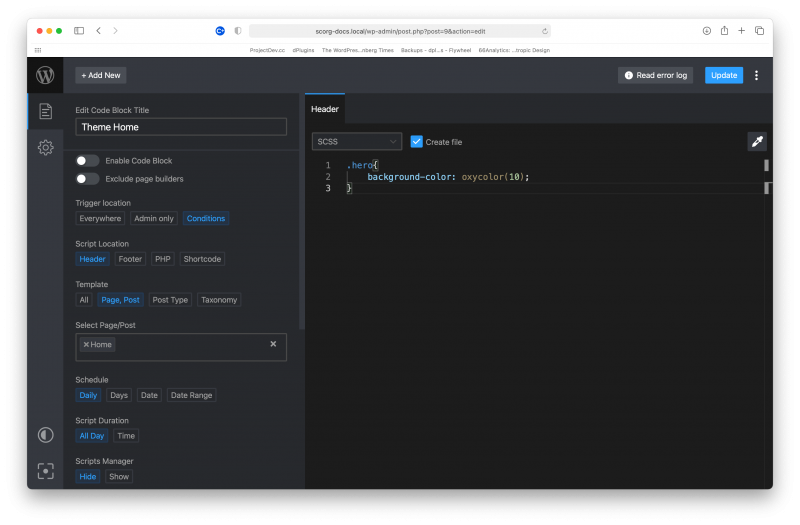 scorg-docs.local/wp-admin/post.php?post=9&action=edit
ProjectDev.cc dPlugins The WordPres...nberg Times Backups - dpl...s - Flywheel 66Analytics: ...tropic Design
+ Add New
Read error log
Update
Edit Code Block Title
Theme Home
Enable Code Block
Exclude page builders
Trigger location
Everywhere Admin only Conditions
Script Location
Header Footer PHP Shortcode
Template
All Page, Post Post Type Taxonomy
Select Page/Post
×Home ×
Schedule
Daily Days Date Date Range
Script Duration
All Day Time
Scripts Manager
Hide Show
Header
SCSS Create file
1 .hero{
2 background-color: oxycolor(10);
3 }